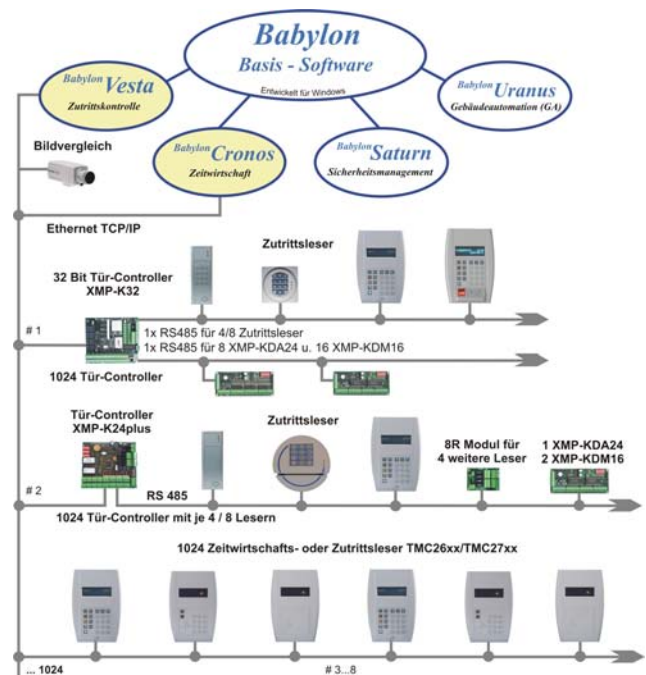 Babylon
Basis - Software
Entwickelt für Windows
Babylon Vesta
Zutrittskontrolle
Babylon Uranus
Gebäudeautomation (GA)
Babylon Cronos
Zeitwirtschaft
Babylon Saturn
Sicherheitsmanagement
Bildvergleich
Ethernet TCP/IP
32 Bit Tür-Controller
XMP-K32
Zutrittsleser
# 1
1x RS485 für 4/8 Zutrittsleser
1x RS485 für 8 XMP-KDA24 u. 16 XMP-KDM16
1024 Tür-Controller
Tür-Controller
XMP-K24plus
Zutrittsleser
8R Modul für
4 weitere Leser
1 XMP-KDA24
2 XMP-KDM16
# 2
RS 485
1024 Tür-Controller mit je 4 / 8 Lesern
1024 Zeitwirtschafts- oder Zutrittsleser TMC26xx/TMC27xx
... 1024
# 3...8